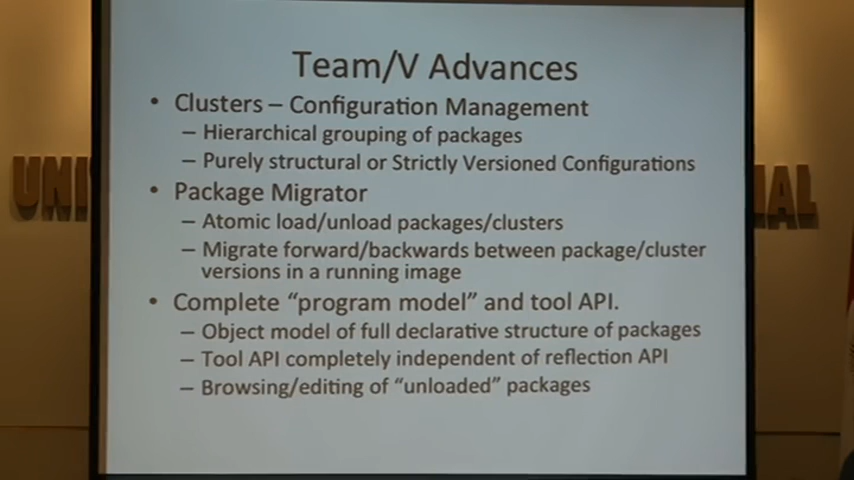 Team/V Advances
• Clusters – Configuration Management
– Hierarchical grouping of packages
– Purely structural or Strictly Versioned Configurations
• Package Migrator
– Atomic load/unload packages/clusters
– Migrate forward/backwards between package/cluster
versions in a running image
• Complete “program model” and tool API.
– Object model of full declarative structure of packages
– Tool API completely independent of reflection API
– Browsing/editing of “unloaded” packages
UNI
AL